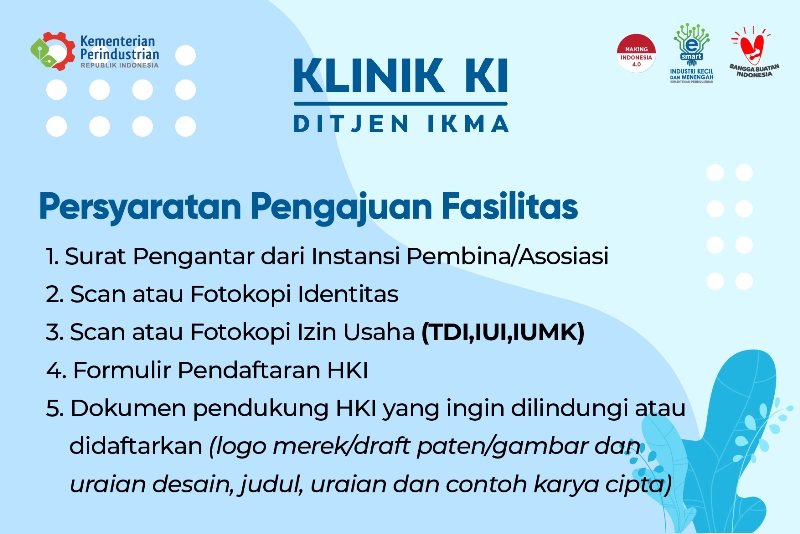 Kementerian
Perindustrian
REPUBLIK INDONESIA
MAKING
INDONESIA
4.0
e
smart
INDUSTRI KECIL
DAN MENENGAH
KEMENTERIAN PERINDUSTRIAN
BANGGA BUATAN
INDONESIA
KLINIK KI
DITJEN IKMA
Persyaratan Pengajuan Fasilitas
1. Surat Pengantar dari Instansi Pembina/Asosiasi
2. Scan atau Fotokopi Identitas
3. Scan atau Fotokopi Izin Usaha (TDI,IUI,IUMK)
4. Formulir Pendaftaran HKI
5. Dokumen pendukung HKI yang ingin dilindungi atau
didaftarkan (logo merek/draft paten/gambar dan
uraian desain, judul, uraian dan contoh karya cipta)